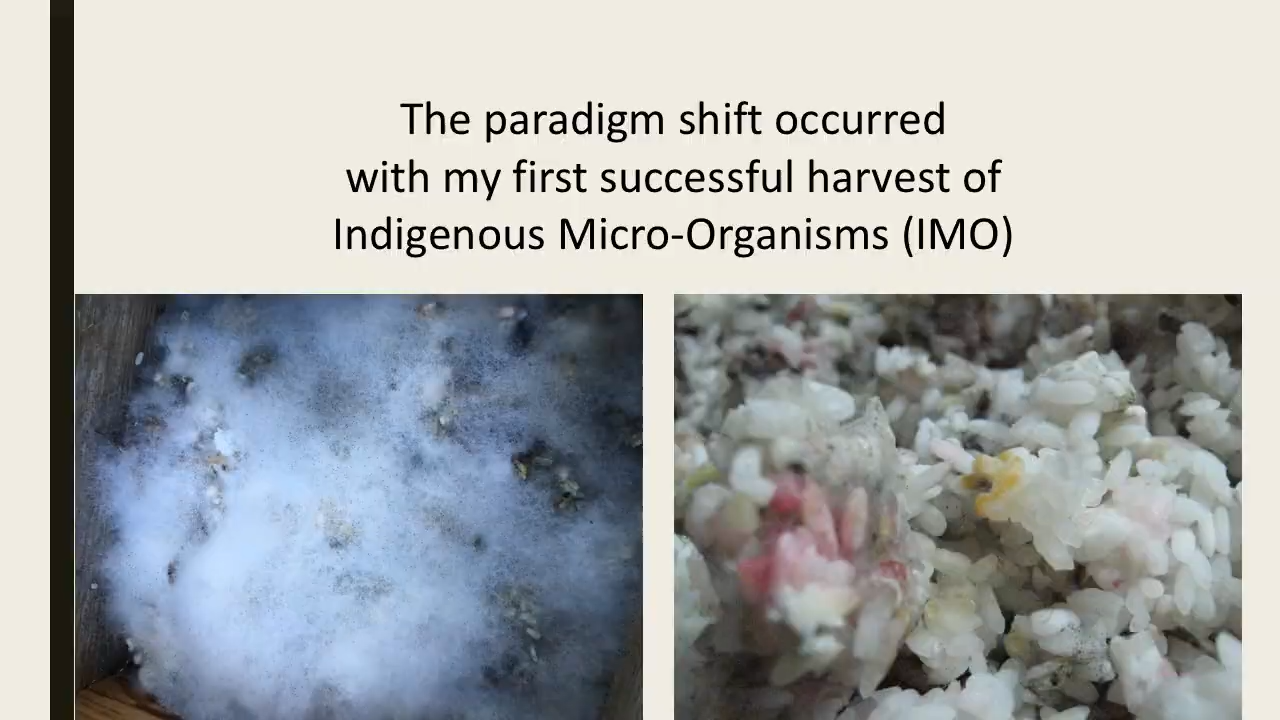 The paradigm shift occurred
with my first successful harvest of
Indigenous Micro-Organisms (IMO)